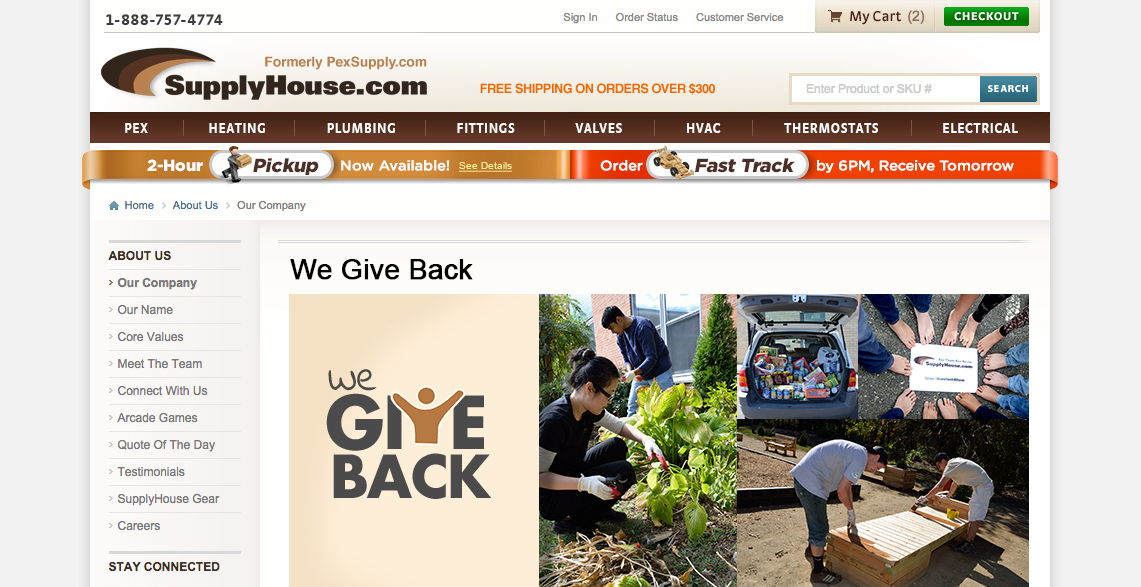 1-888-757-4774
Sign In Order Status Customer Service
My Cart (2) CHECKOUT
Formerly PexSupply.com
SupplyHouse.com
FREE SHIPPING ON ORDERS OVER $300
Enter Product or SKU # SEARCH
PEX HEATING PLUMBING FITTINGS VALVES HVAC THERMOSTATS ELECTRICAL
2-Hour Pickup Now Available! See Details
Order Fast Track by 6PM, Receive Tomorrow
Home › About Us › Our Company
ABOUT US
› Our Company
› Our Name
› Core Values
› Meet The Team
› Connect With Us
› Arcade Games
› Quote Of The Day
› Testimonials
› SupplyHouse Gear
› Careers
STAY CONNECTED
We Give Back
We
GIVE
BACK
SupplyHouse.com